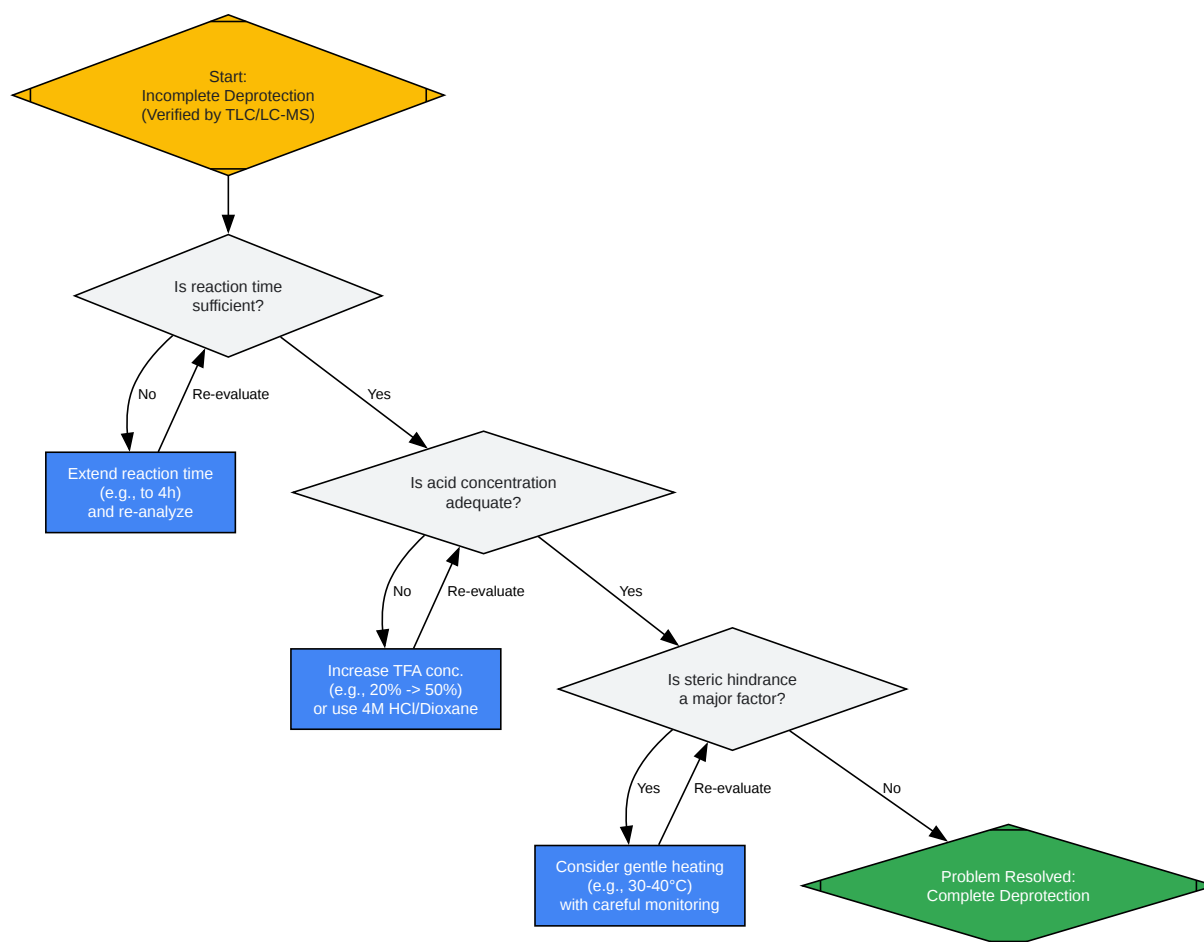 Start:
Incomplete Deprotection
(Verified by TLC/LC-MS)
Is reaction time
sufficient?
No
Re-evaluate
Yes
Extend reaction time
(e.g., to 4h)
and re-analyze
Is acid concentration
adequate?
No
Re-evaluate
Yes
Increase TFA conc.
(e.g., 20% -> 50%)
or use 4M HCl/Dioxane
Is steric hindrance
a major factor?
Yes
Re-evaluate
No
Consider gentle heating
(e.g., 30-40°C)
with careful monitoring
Problem Resolved:
Complete Deprotection